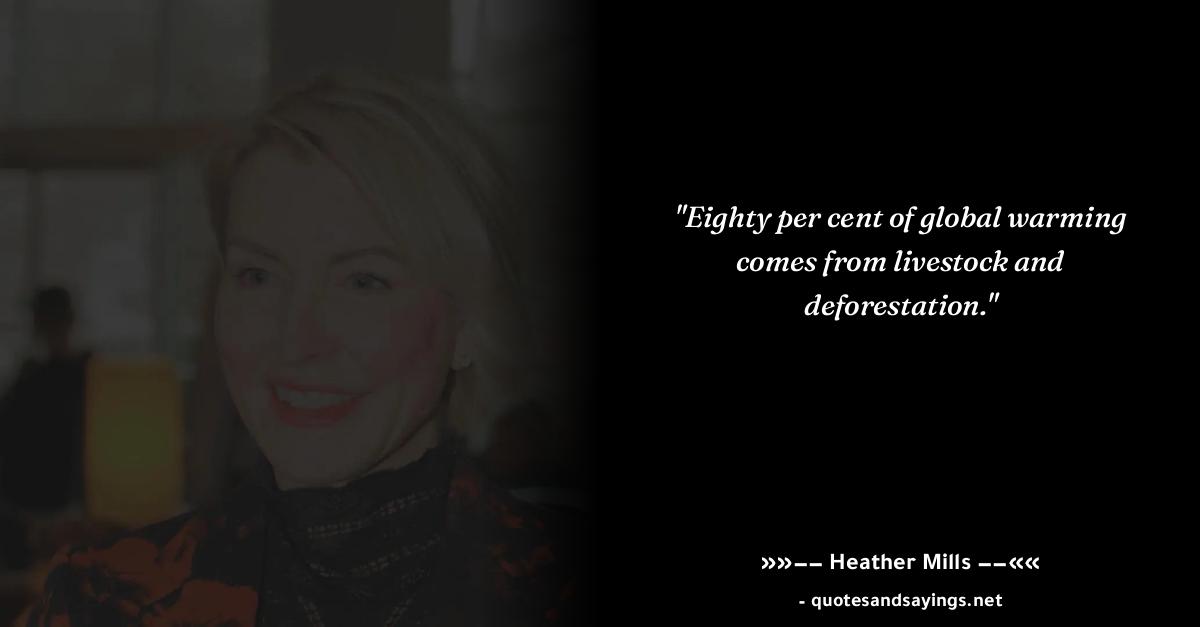 "Eighty per cent of global warming
comes from livestock and
deforestation."
»»−− Heather Mills −−««
- quotesandsayings.net